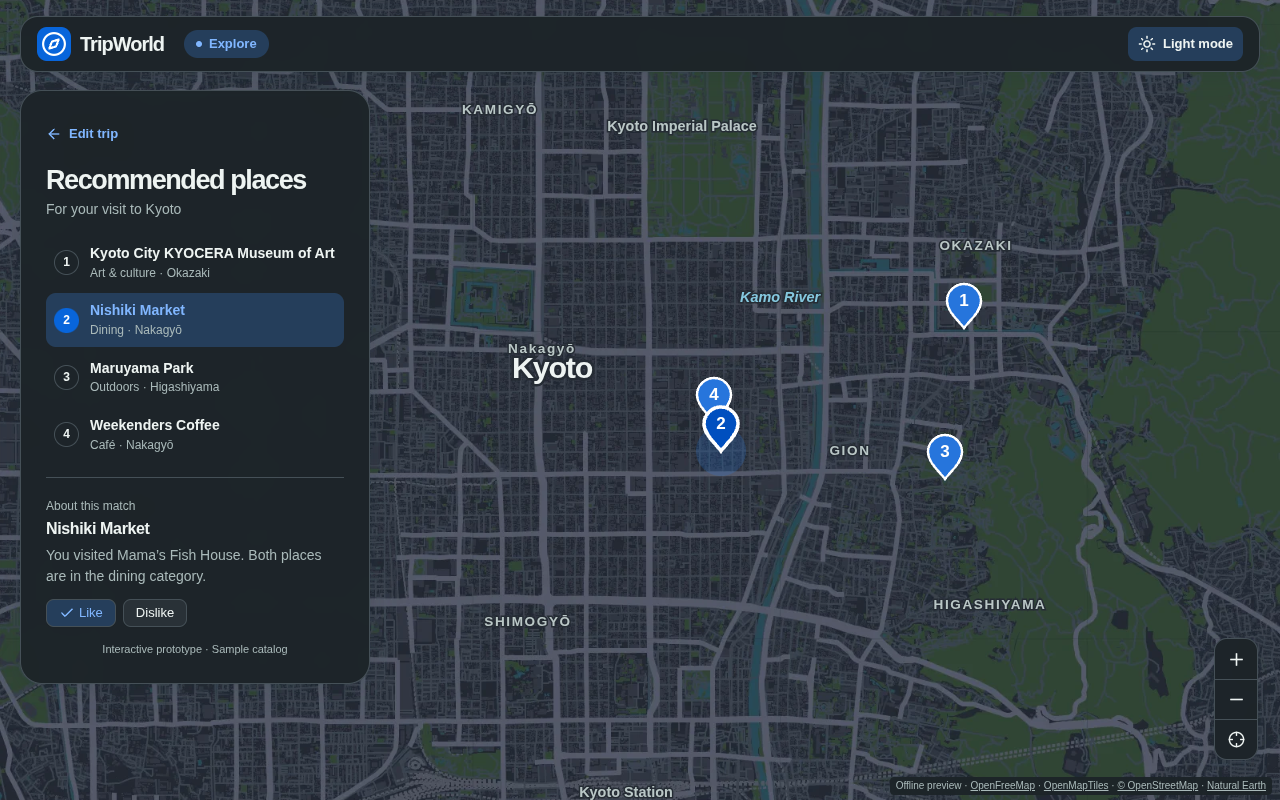 TripWorld
Explore
Light mode
Edit trip
Recommended places
For your visit to Kyoto
1
Kyoto City KYOCERA Museum of Art
Art & culture · Okazaki
2
Nishiki Market
Dining · Nakagyō
3
Maruyama Park
Outdoors · Higashiyama
4
Weekenders Coffee
Café · Nakagyō
About this match
Nishiki Market
You visited Mama's Fish House. Both places
are in the dining category.
Like
Dislike
Interactive prototype · Sample catalog
KAMIGYŌ
Kyoto Imperial Palace
OKAZAKI
Kamo River
1
Nakagyō
Kyoto
4
2
GION
3
HIGASHIYAMA
SHIMOGYŌ
Kyoto Station
+
−
Offline preview · OpenFreeMap · OpenMapTiles · © OpenStreetMap · Natural Earth